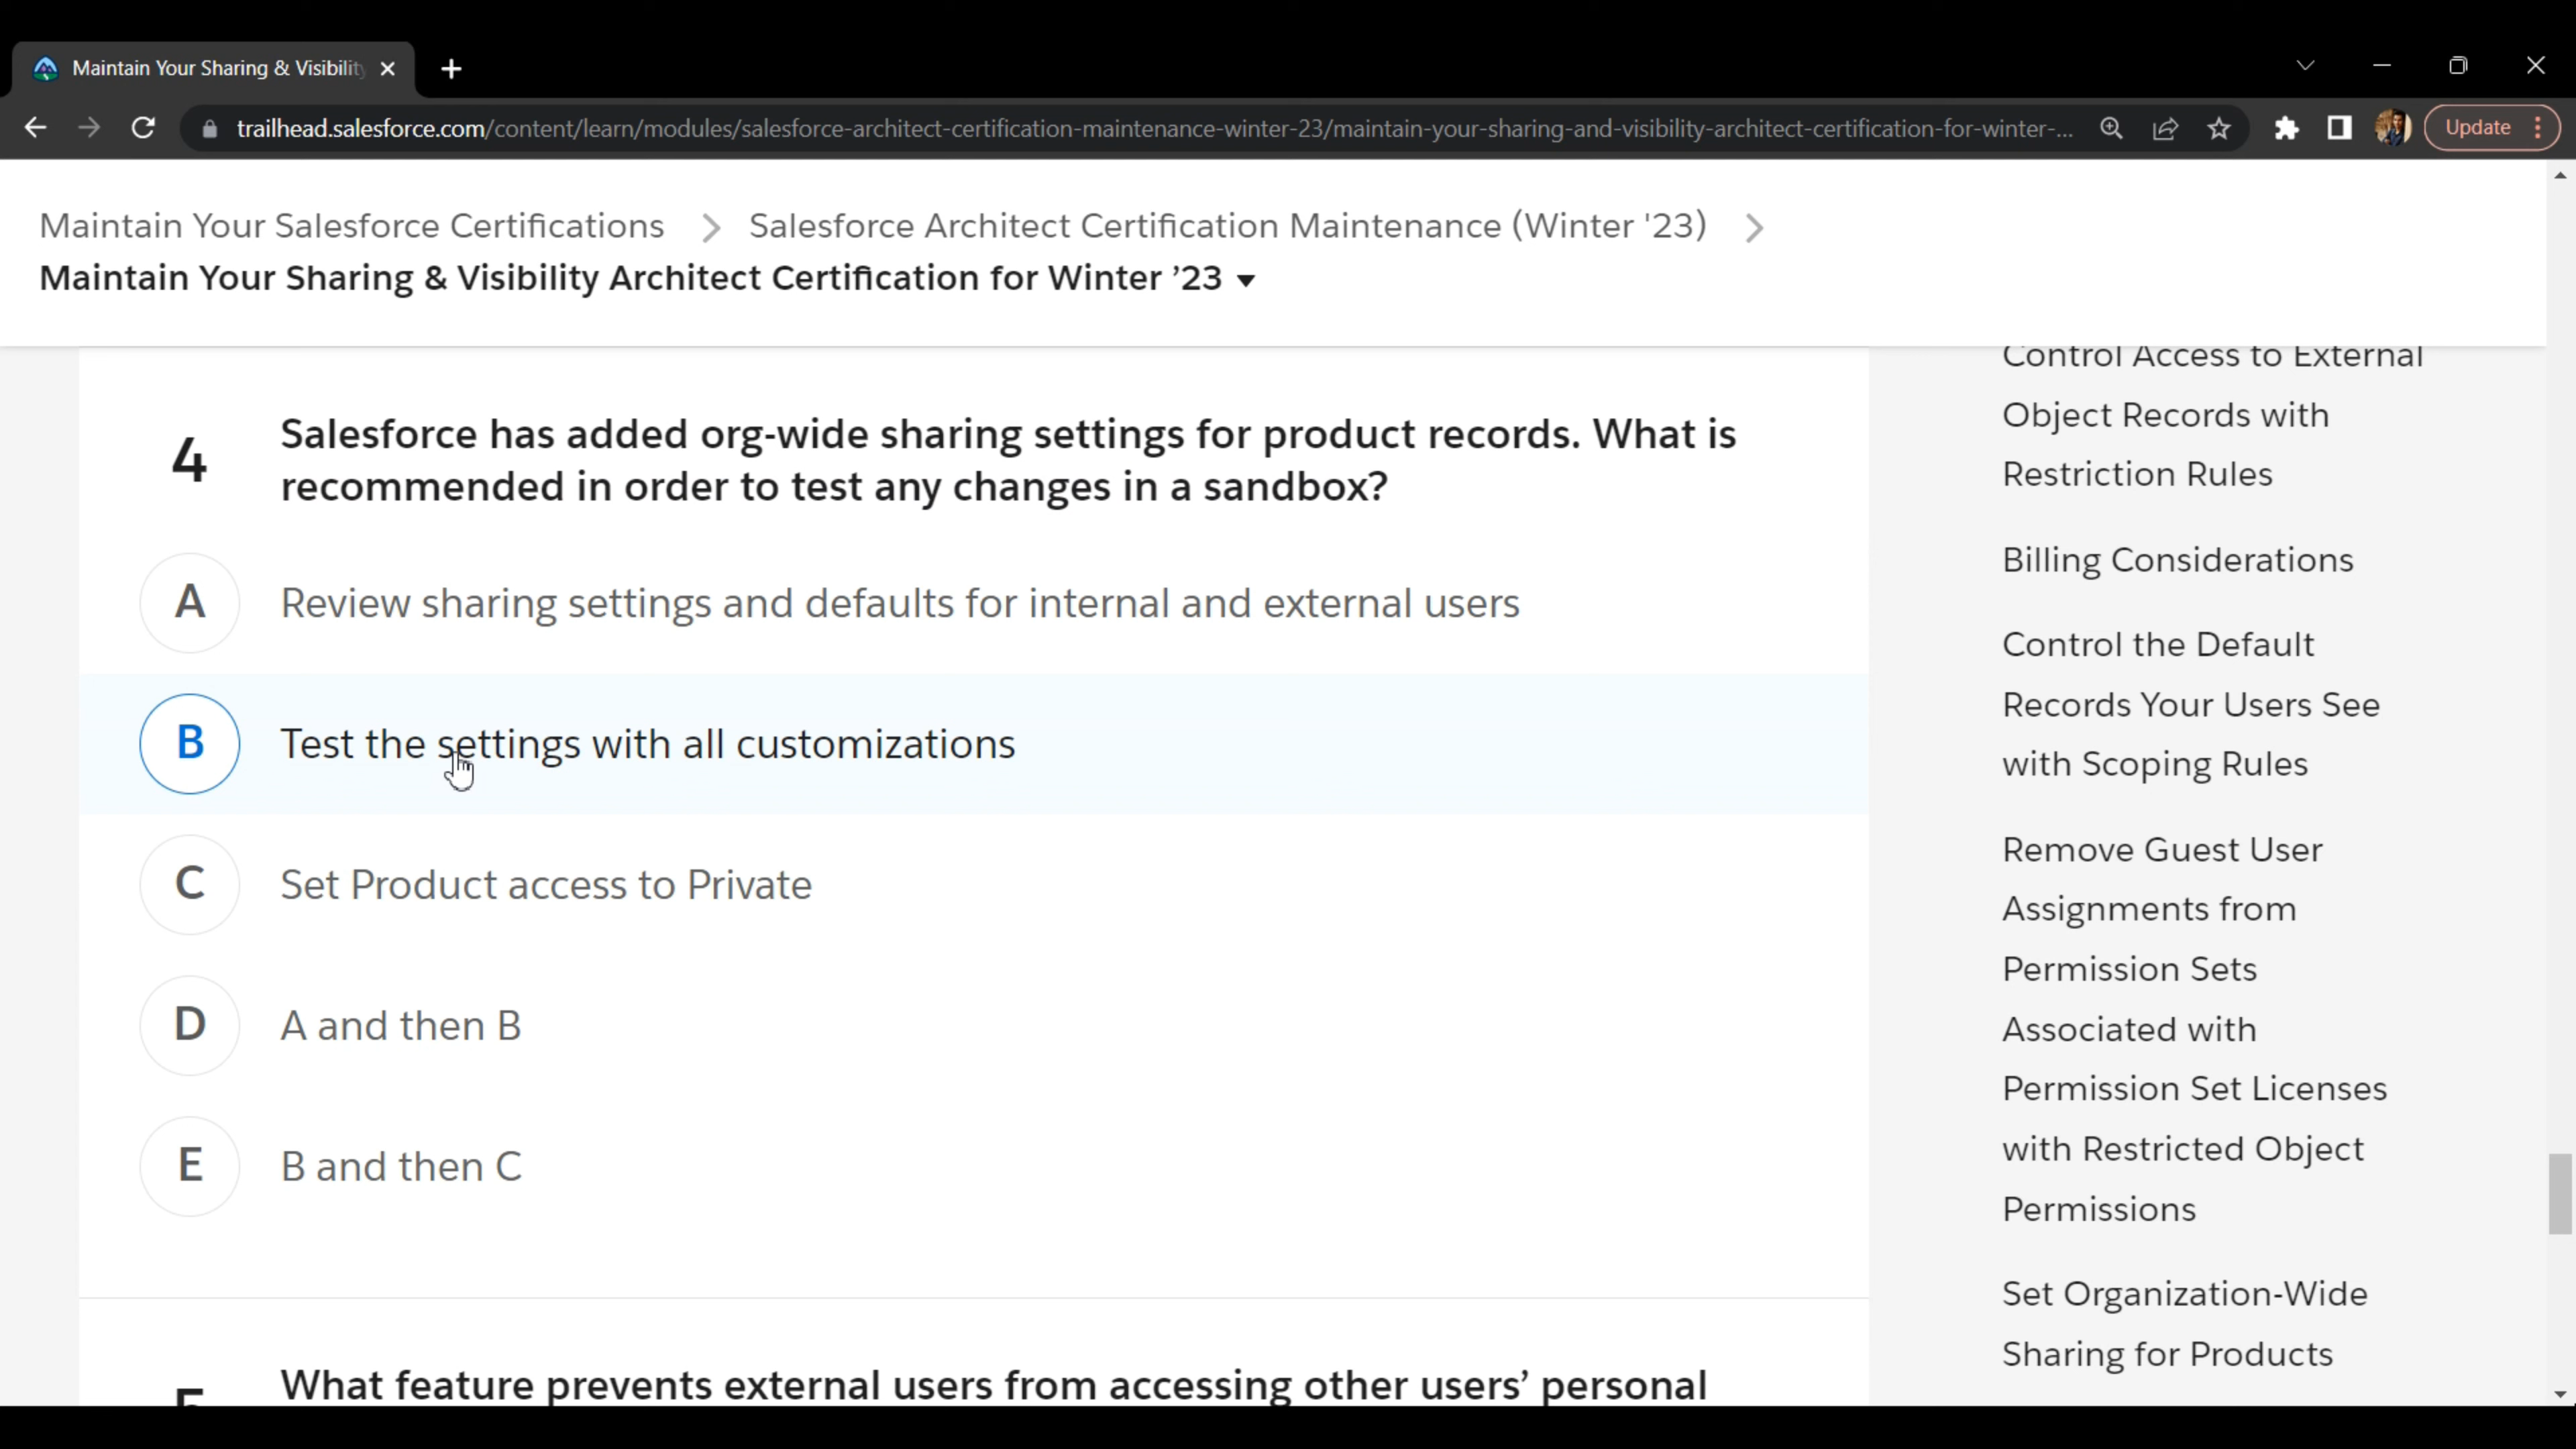 Maintain Your Sharing & Visibility
trailhead.salesforce.com/content/learn/modules/salesforce-architect-certification-maintenance-winter-23/maintain-your-sharing-and-visibility-architect-certification-for-winter-...
Update
Maintain Your Salesforce Certifications > Salesforce Architect Certification Maintenance (Winter '23) >
Maintain Your Sharing & Visibility Architect Certification for Winter ’23
4
Salesforce has added org-wide sharing settings for product records. What is
recommended in order to test any changes in a sandbox?
A Review sharing settings and defaults for internal and external users
B Test the settings with all customizations
C Set Product access to Private
D A and then B
E B and then C
5
What feature prevents external users from accessing other users’ personal
Control Access to External
Object Records with
Restriction Rules
Billing Considerations
Control the Default
Records Your Users See
with Scoping Rules
Remove Guest User
Assignments from
Permission Sets
Associated with
Permission Set Licenses
with Restricted Object
Permissions
Set Organization-Wide
Sharing for Products